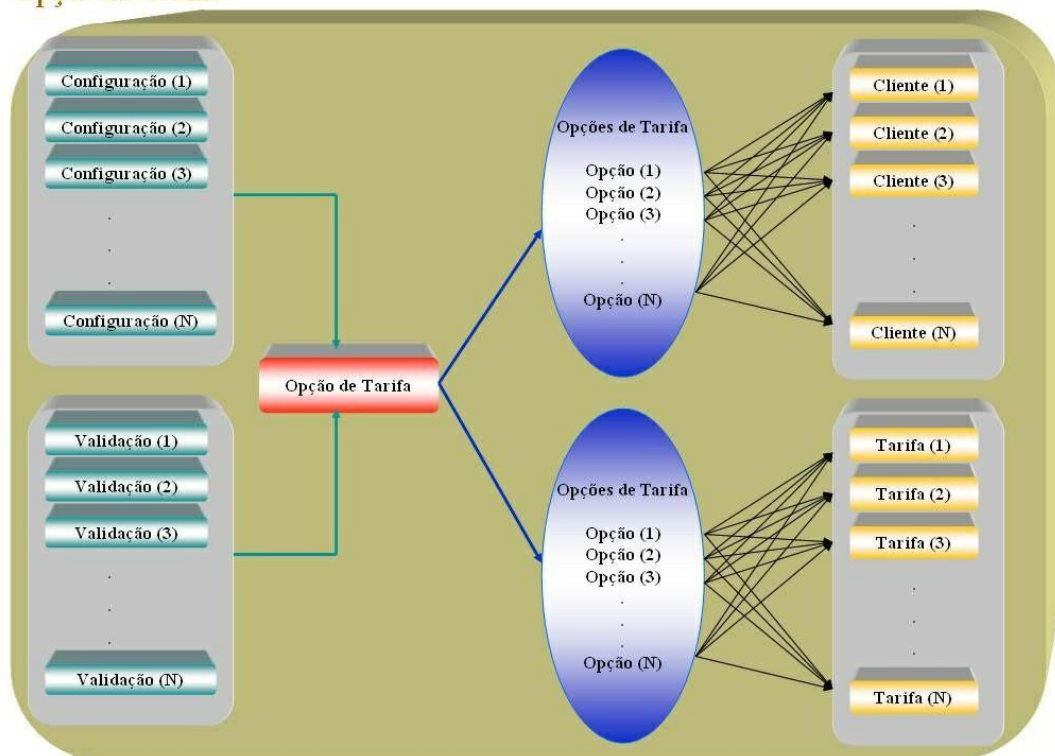 Configuração (1)
Configuração (2)
Configuração (3)
.
.
.
Configuração (N)
Validação (1)
Validação (2)
Validação (3)
.
.
.
Validação (N)
Opção de Tarifa
Opções de Tarifa
Opção (1)
Opção (2)
Opção (3)
.
.
.
Opção (N)
Opções de Tarifa
Opção (1)
Opção (2)
Opção (3)
.
.
.
Opção (N)
Cliente (1)
Cliente (2)
Cliente (3)
.
.
.
Cliente (N)
Tarifa (1)
Tarifa (2)
Tarifa (3)
.
.
.
Tarifa (N)